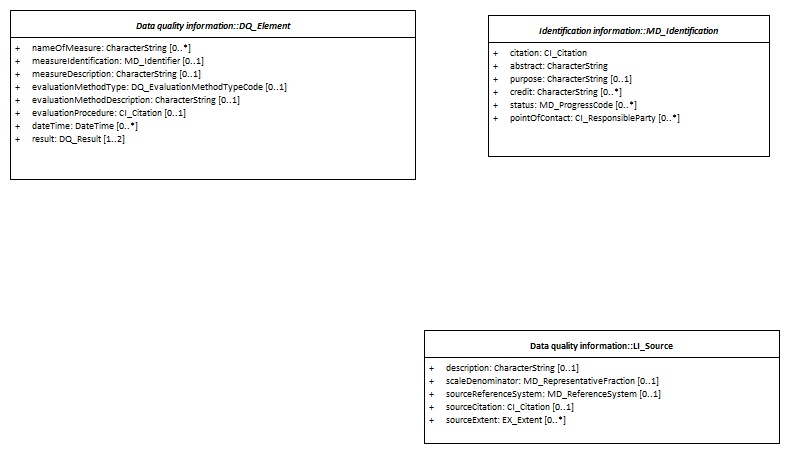 Data quality information::DQ_Element
+ nameOfMeasure: CharacterString [0..*]
+ measureIdentification: MD_Identifier [0..1]
+ measureDescription: CharacterString [0..1]
+ evaluationMethodType: DQ_EvaluationMethodTypeCode [0..1]
+ evaluationMethodDescription: CharacterString [0..1]
+ evaluationProcedure: CI_Citation [0..1]
+ dateTime: DateTime [0..*]
+ result: DQ_Result [1..2]
Identification information::MD_Identification
+ citation: CI_Citation
+ abstract: CharacterString
+ purpose: CharacterString [0..1]
+ credit: CharacterString [0..*]
+ status: MD_ProgressCode [0..*]
+ pointOfContact: CI_ResponsibleParty [0..*]
Data quality information::LI_Source
+ description: CharacterString [0..1]
+ scaleDenominator: MD_RepresentativeFraction [0..1]
+ sourceReferenceSystem: MD_ReferenceSystem [0..1]
+ sourceCitation: CI_Citation [0..1]
+ sourceExtent: EX_Extent [0..*]